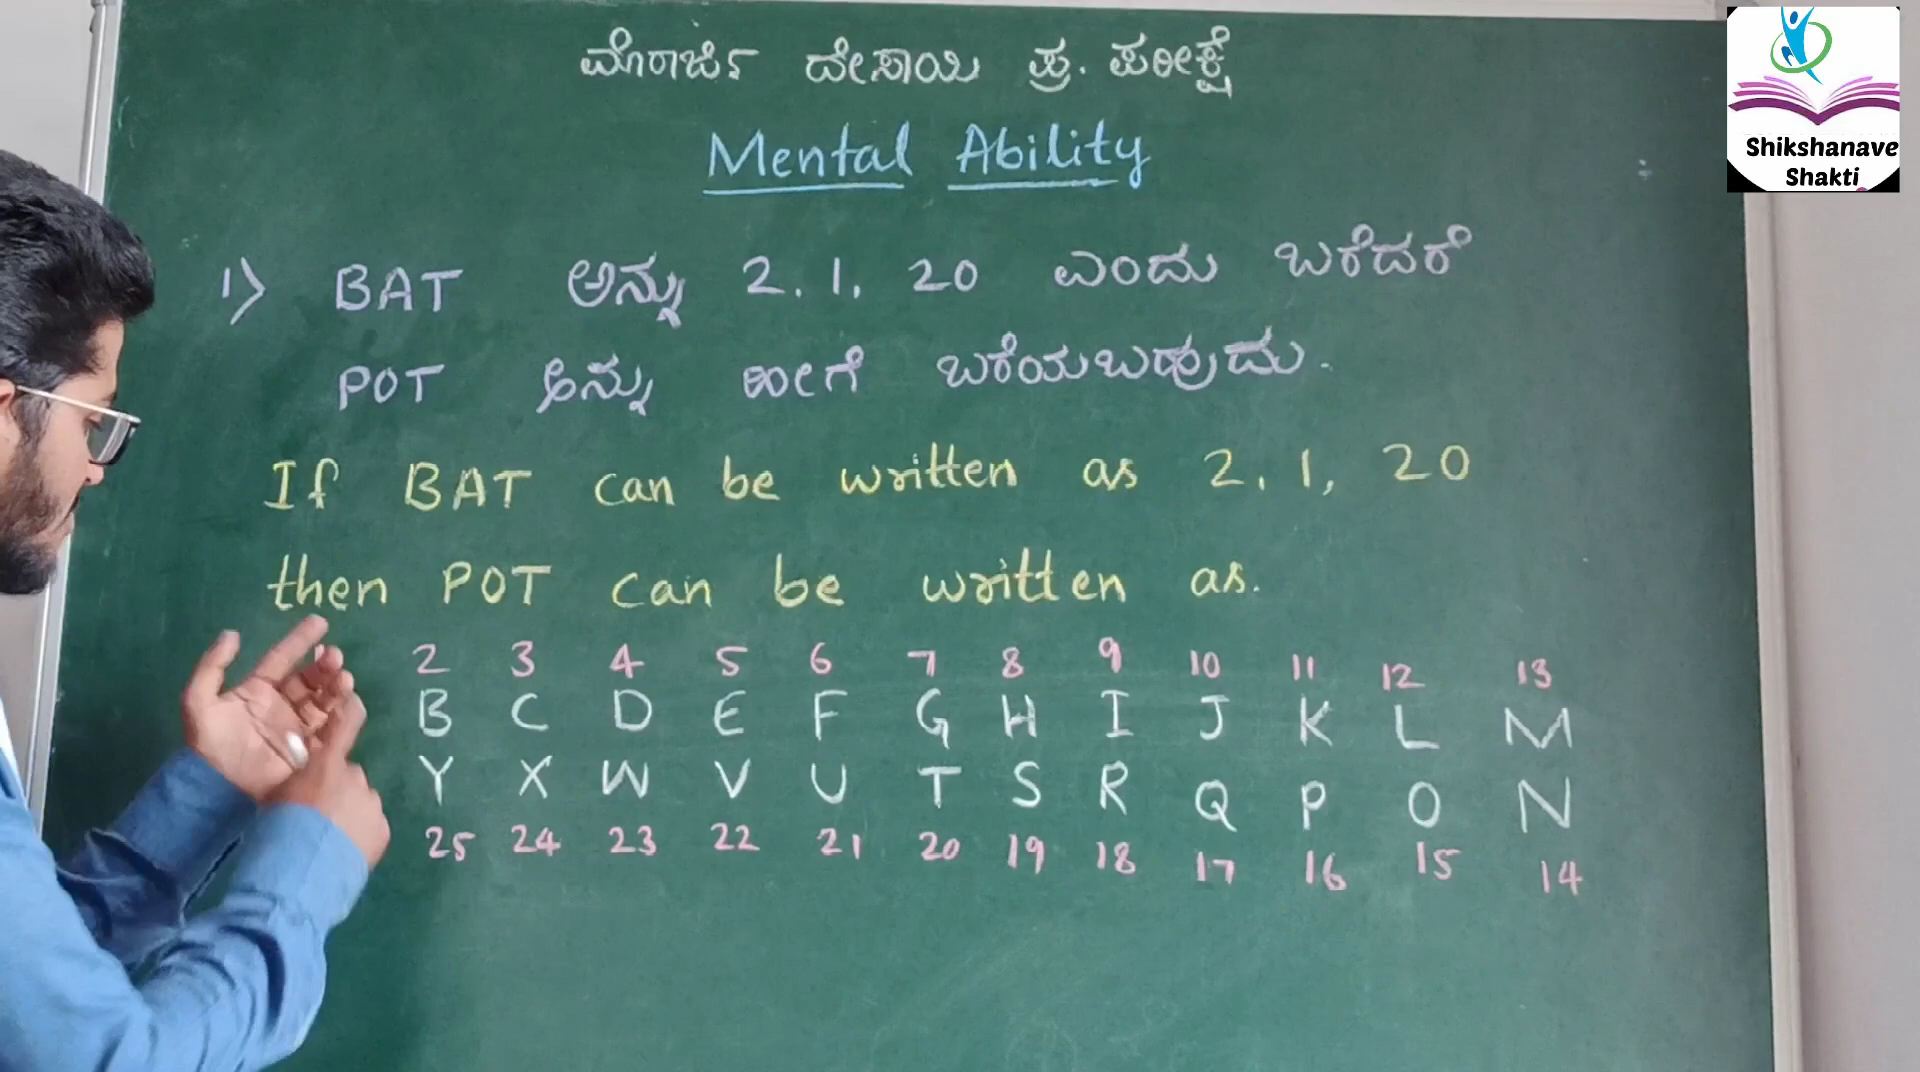 ಮೊರಾರ್ಜಿ ದೇಸಾಯಿ ಪ್ರ. ಪರೀಕ್ಷೆ
Mental Ability
1) BAT ಅನ್ನು 2, 1, 20 ಎಂದು ಬರೆದರೆ
POT ಅನ್ನು ಹೀಗೆ ಬರೆಯಬಹುದು.
If BAT can be written as 2, 1, 20
then POT can be written as.
2 3 4 5 6 7 8 9 10 11 12 13
B C D E F G H I J K L M
Y X W V U T S R Q P O N
25 24 23 22 21 20 19 18 17 16 15 14
Shikshanave
Shakti